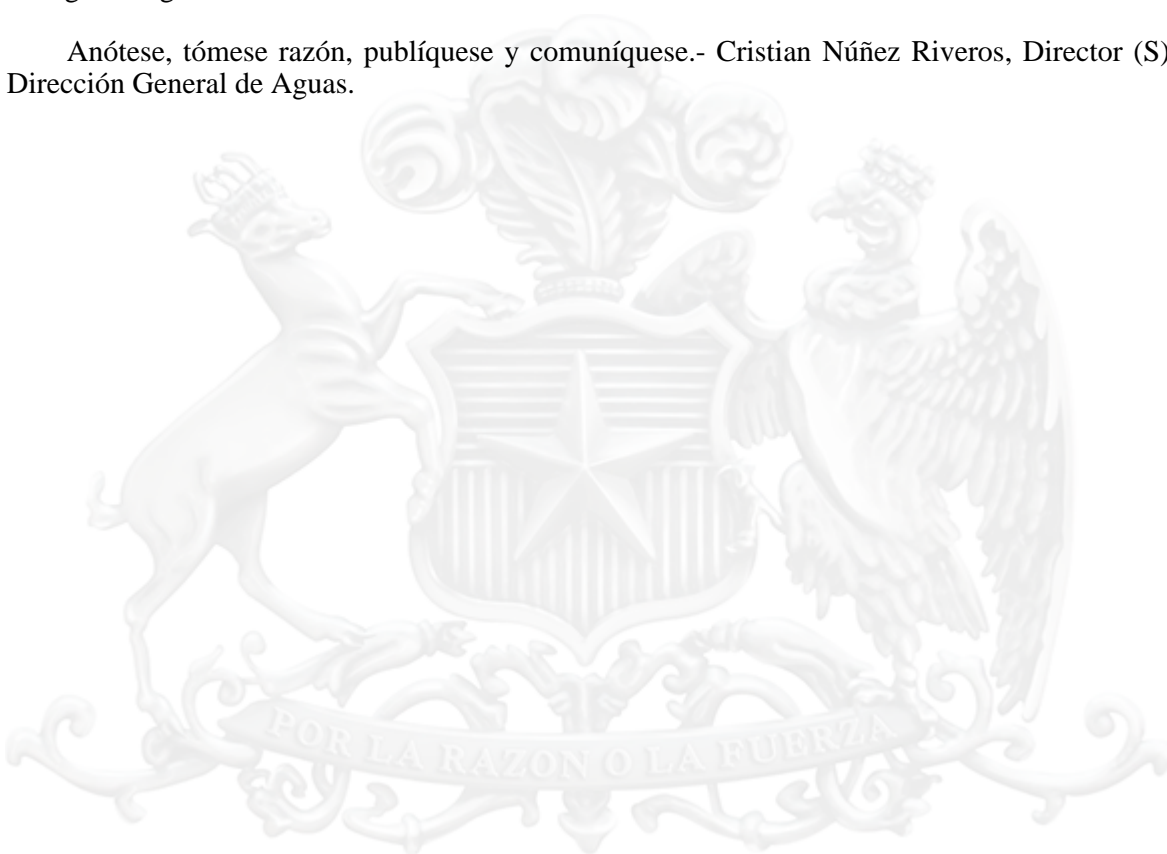 Anótese, tómese razón, publíquese y comuníquese.- Cristian Núñez Riveros, Director (S)
Dirección General de Aguas.
POR LA RAZON O LA FUERZA